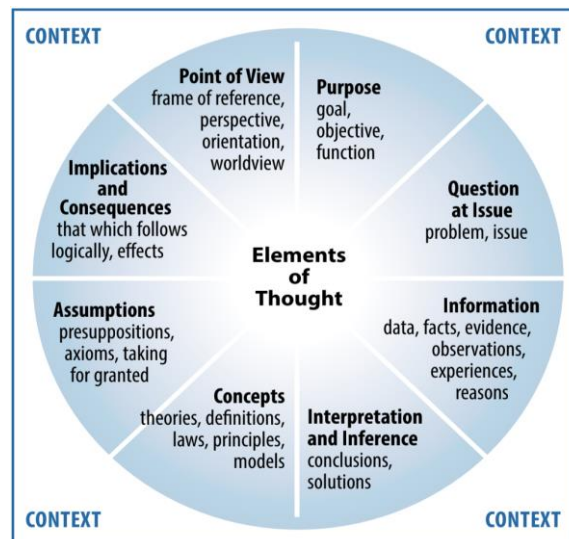 CONTEXT
CONTEXT
Point of View
frame of reference,
perspective,
orientation,
worldview
Purpose
goal,
objective,
function
Question
at Issue
problem, issue
Information
data, facts, evidence,
observations,
experiences,
reasons
Interpretation
and Inference
conclusions,
solutions
Concepts
theories, definitions,
laws, principles,
models
Assumptions
presuppositions,
axioms, taking
for granted
Implications
and
Consequences
that which follows
logically, effects
Elements
of
Thought
CONTEXT
CONTEXT